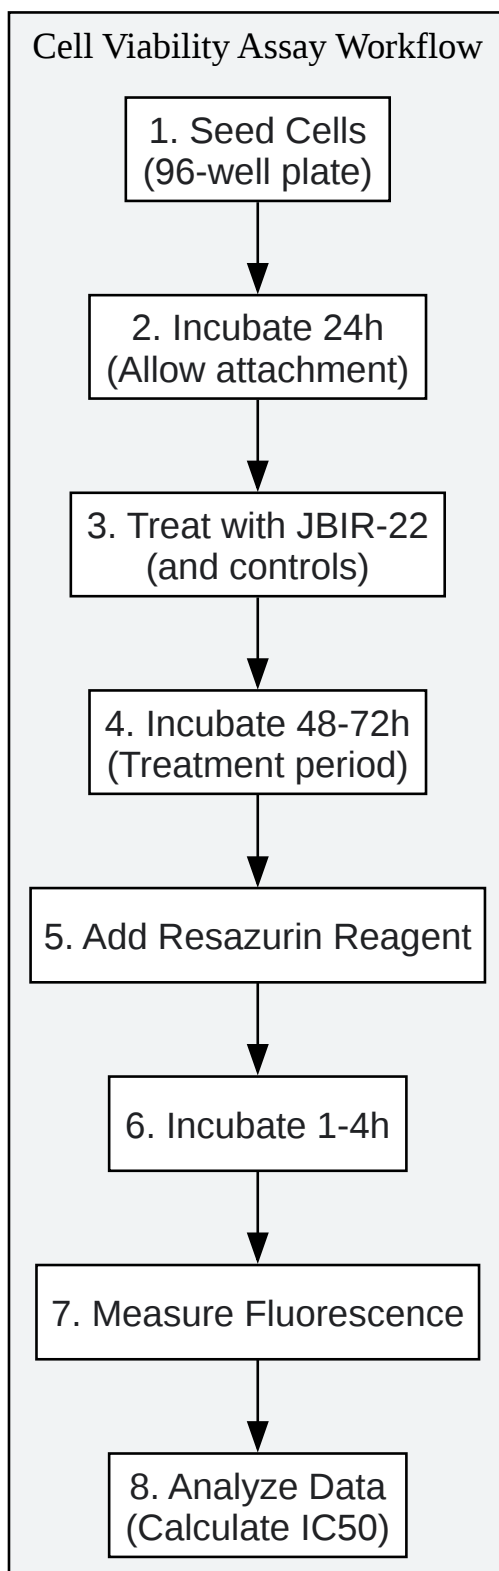 Cell Viability Assay Workflow
1. Seed Cells
(96-well plate)
2. Incubate 24h
(Allow attachment)
3. Treat with JBIR-22
(and controls)
4. Incubate 48-72h
(Treatment period)
5. Add Resazurin Reagent
6. Incubate 1-4h
7. Measure Fluorescence
8. Analyze Data
(Calculate IC50)